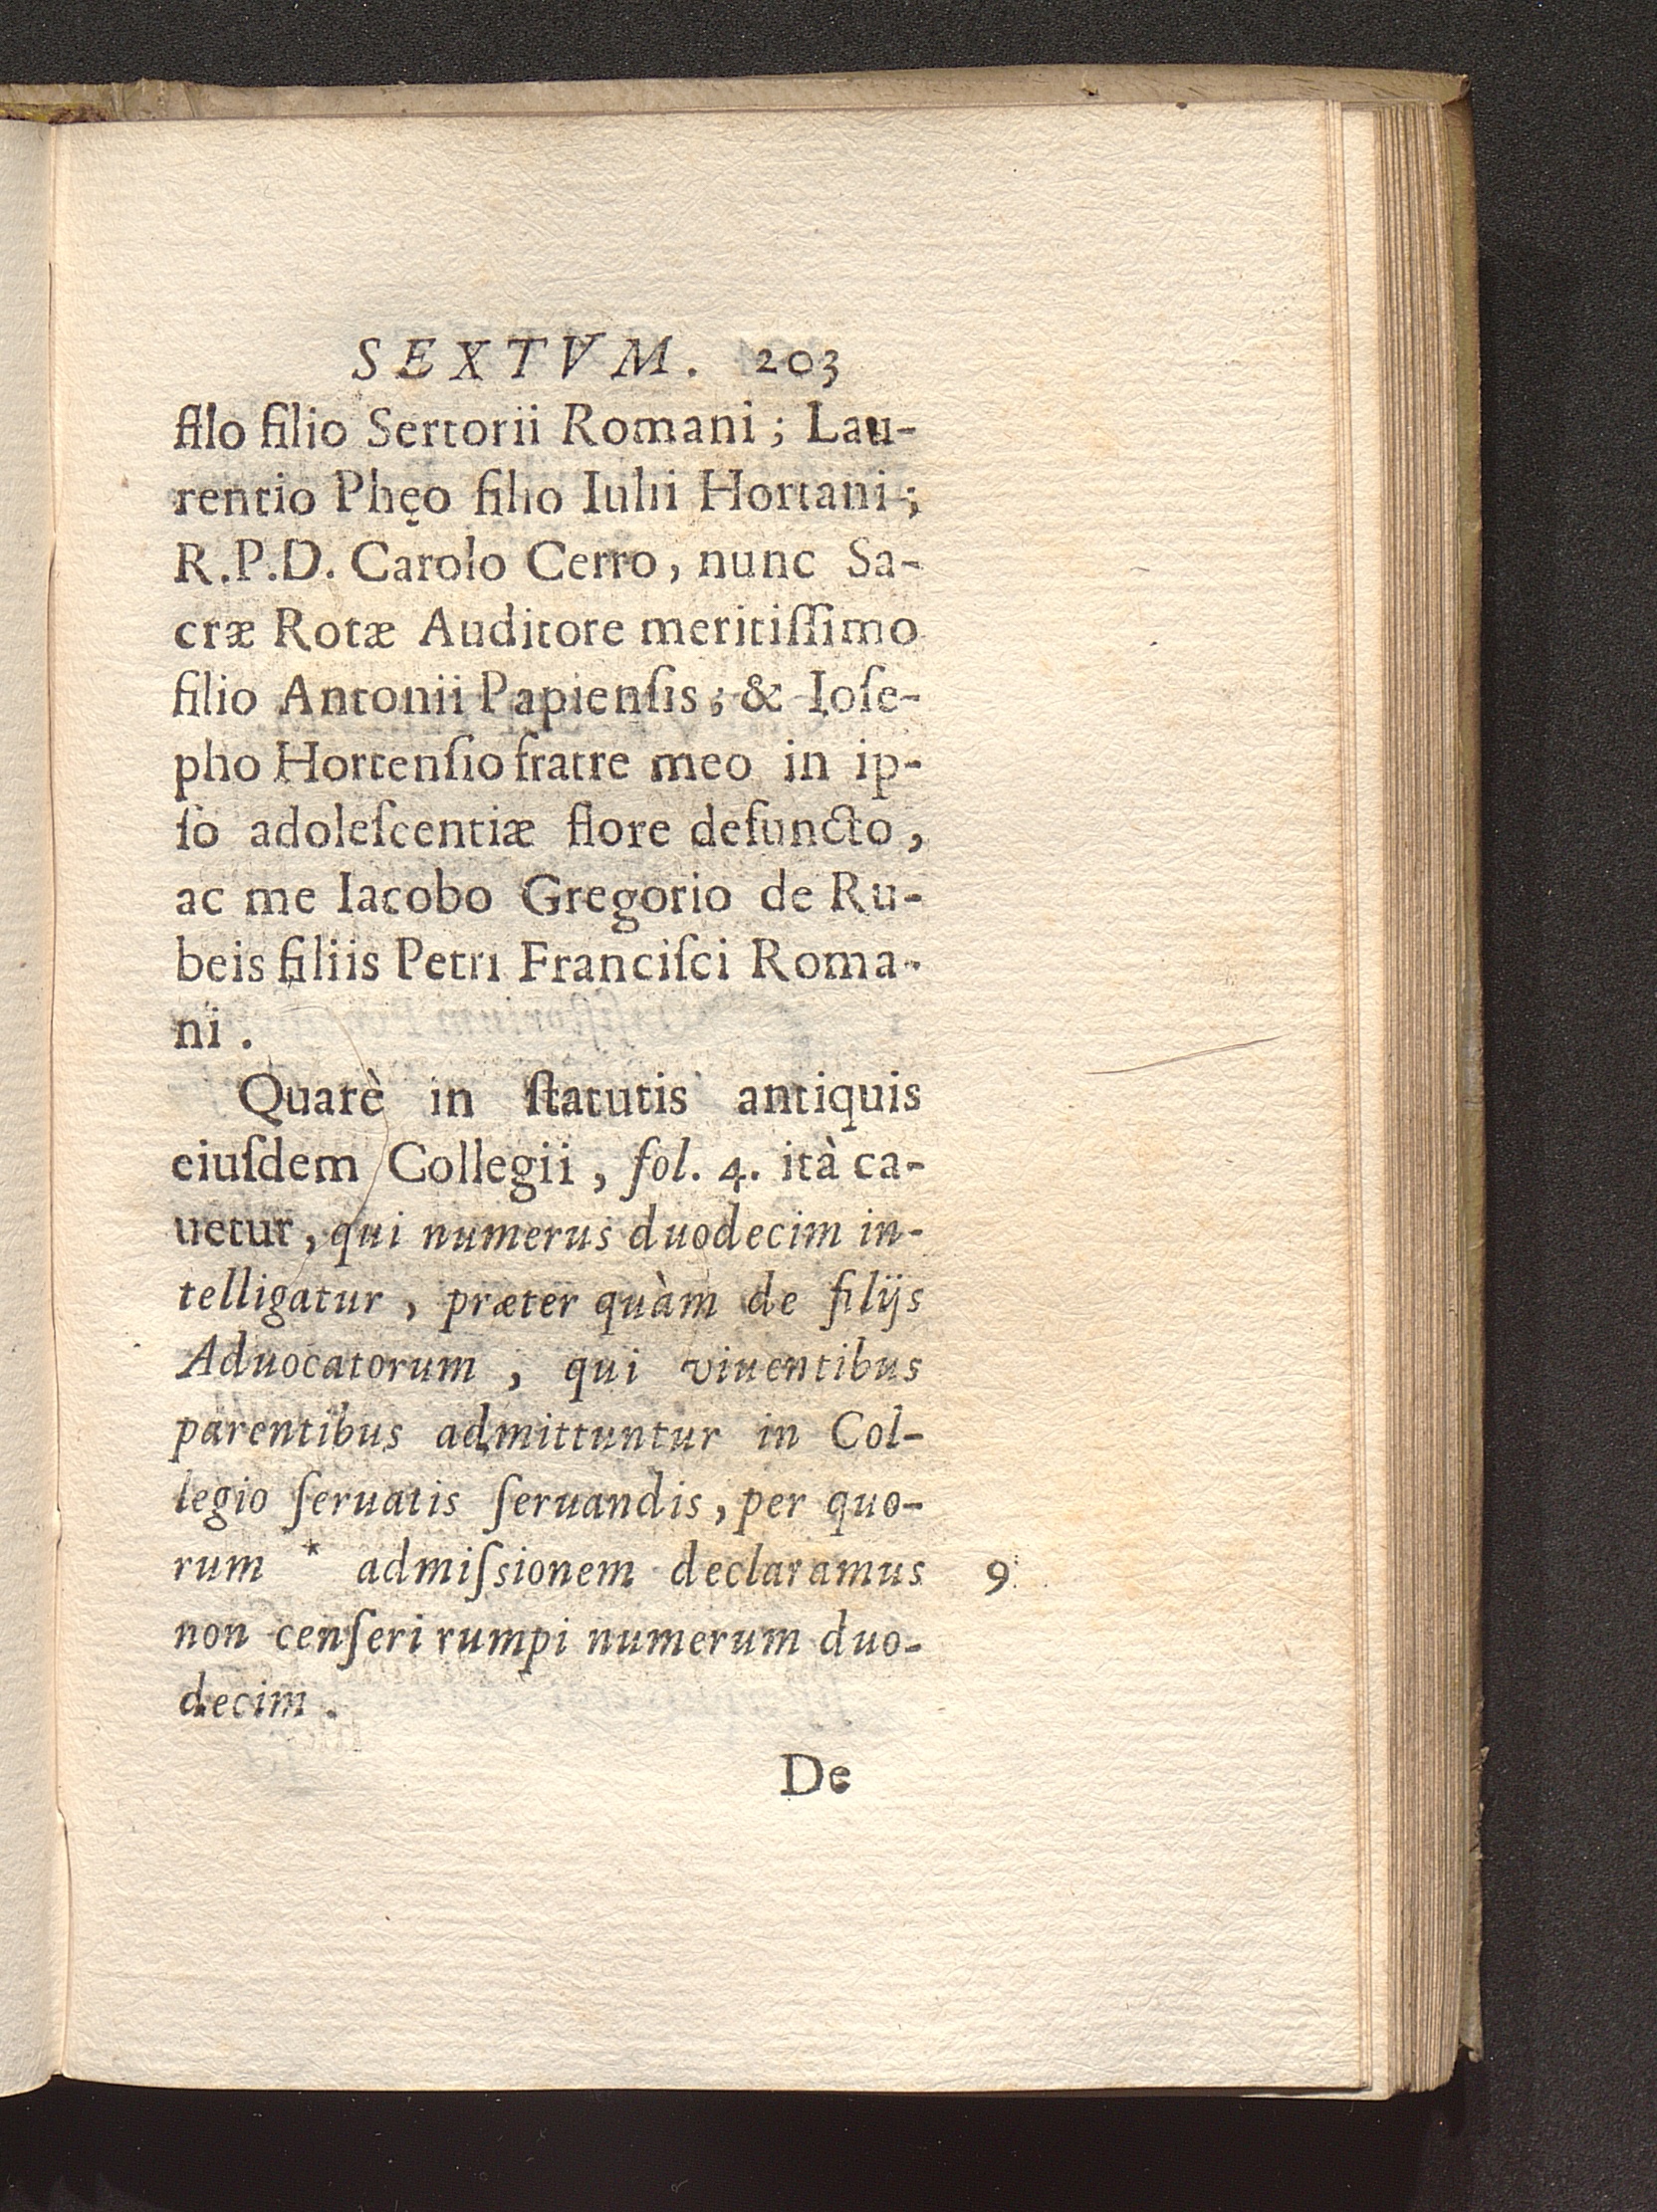 SEXTVM. 203
filo filio Sertorii Romani; Lau-
rentio Phęo filio Iulii Hortani;
R.P.D. Carolo Cerro, nunc Sa-
cræ Rotæ Auditore meritiſſimo
filio Antonii Papienſis; & Ioſe-
pho Hortenſio fratre meo in ip-
ſo adoleſcentiæ flore defuncto,
ac me Iacobo Gregorio de Ru-
beis filiis Petri Franciſci Roma-
ni.
Quarè in ſtatutis antiquis
eiuſdem Collegii, fol. 4. ità ca-
uetur, qui numerus duodecim in-
telligatur, præter quàm de filijs
Aduocatorum, qui viuentibus
parentibus admittuntur in Col-
legio ſeruatis ſeruandis, per quo-
rum * admiſsionem declaramus 9
non cenſeri rumpi numerum duo-
decim.
De